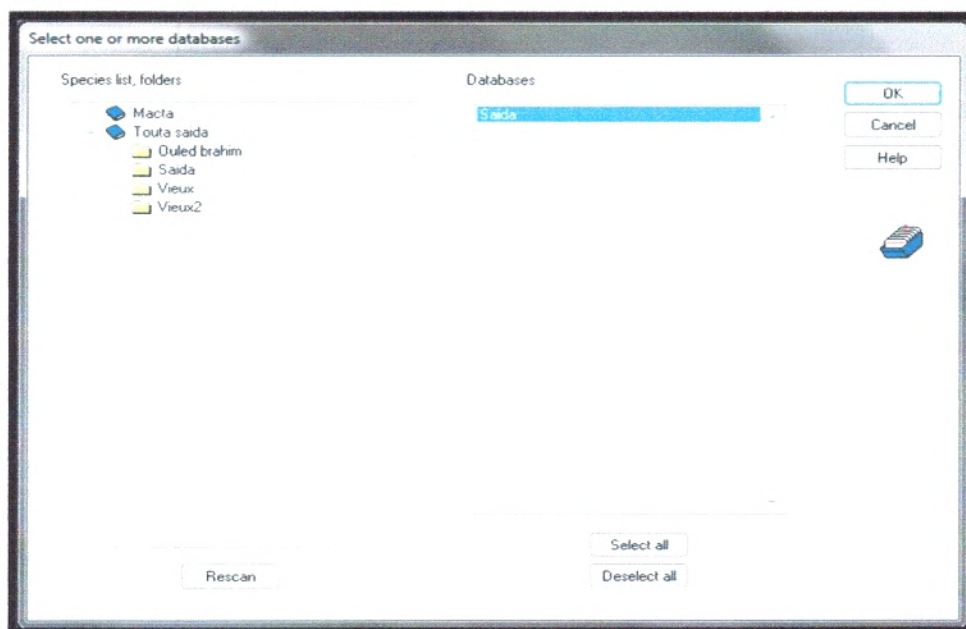 Select one or more databases
Species list, folders
Macta
Touta saida
Ouled brahim
Saida
Vieux
Vieux2
Rescan
Databases
Saida
Select all
Deselect all
OK
Cancel
Help